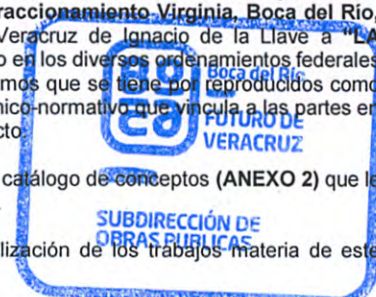 raccionamiento Virginia, Boca del Río,
Veracruz de Ignacio de la Llave a "LA
o en los diversos ordenamientos federales
mos que se tiene por reproducidos como
nico-normativo que vincula a las partes en
cto.
BOCA
Boca del Río
FUTURO DE
VERACRUZ
catálogo de conceptos (ANEXO 2) que le
SUBDIRECCIÓN DE
OBRAS PÚBLICAS
lización de los trabajos materia de este